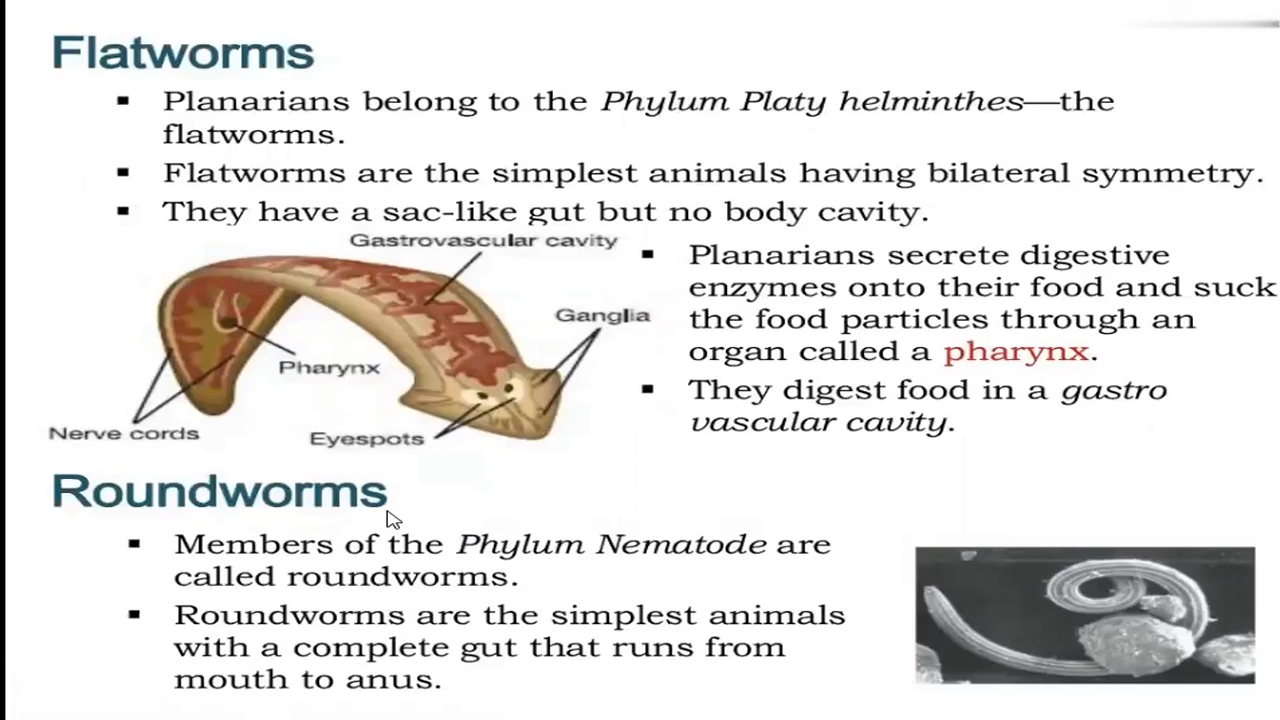 Flatworms
▪ Planarians belong to the Phylum Platy helminthes—the
flatworms.
▪ Flatworms are the simplest animals having bilateral symmetry.
▪ They have a sac-like gut but no body cavity.
Gastrovascular cavity
Ganglia
Pharynx
Nerve cords
Eyespots
▪ Planarians secrete digestive
enzymes onto their food and suck
the food particles through an
organ called a pharynx.
▪ They digest food in a gastro
vascular cavity.
Roundworms
▪ Members of the Phylum Nematode are
called roundworms.
▪ Roundworms are the simplest animals
with a complete gut that runs from
mouth to anus.